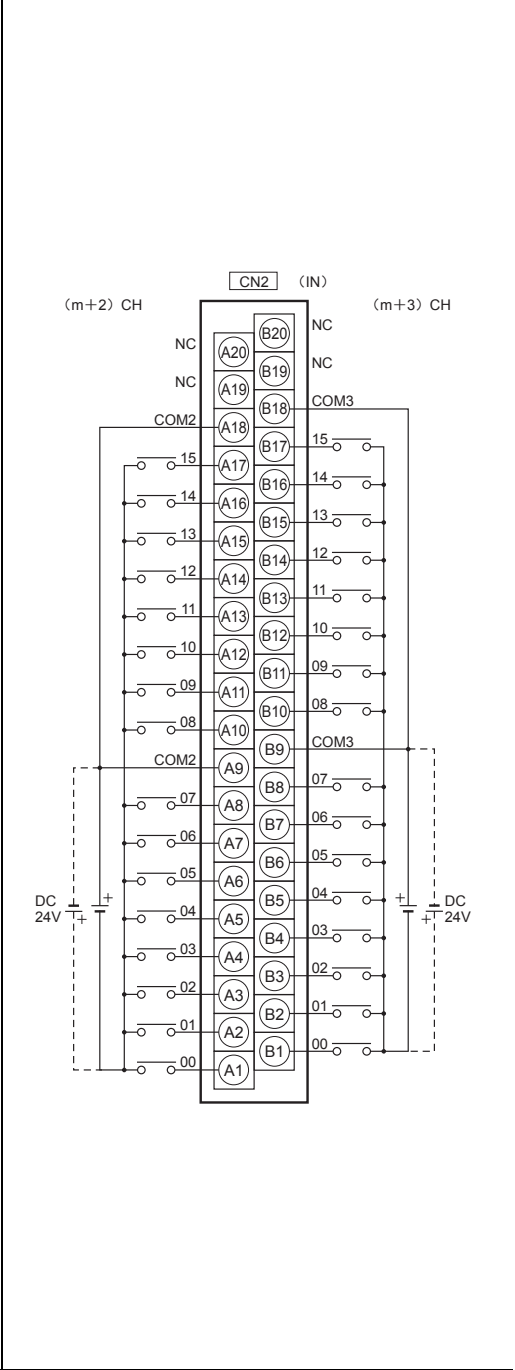 CN2 （IN）
（m＋2）CH （m＋3）CH
B20 NC
NC A20
B19 NC
NC A19
B18 COM3
COM2 A18
B17 15
15 A17
B16 14
14 A16
B15 13
13 A15
B14 12
12 A14
B13 11
11 A13
B12 10
10 A12
B11 09
09 A11
B10 08
08 A10
B9 COM3
COM2 A9
B8 07
07 A8
B7 06
06 A7
B6 05
05 A6
B5 04
04 A5
B4 03
03 A4
B3 02
02 A3
B2 01
01 A2
B1 00
00 A1
DC
24V
+
+
DC
24V
+
+